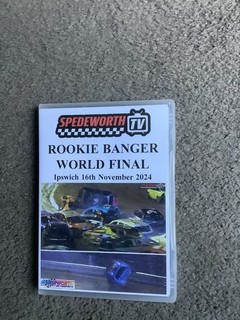 SPEDEWORTH TV
ROOKIE BANGER
WORLD FINAL
Ipswich 16th November 2024